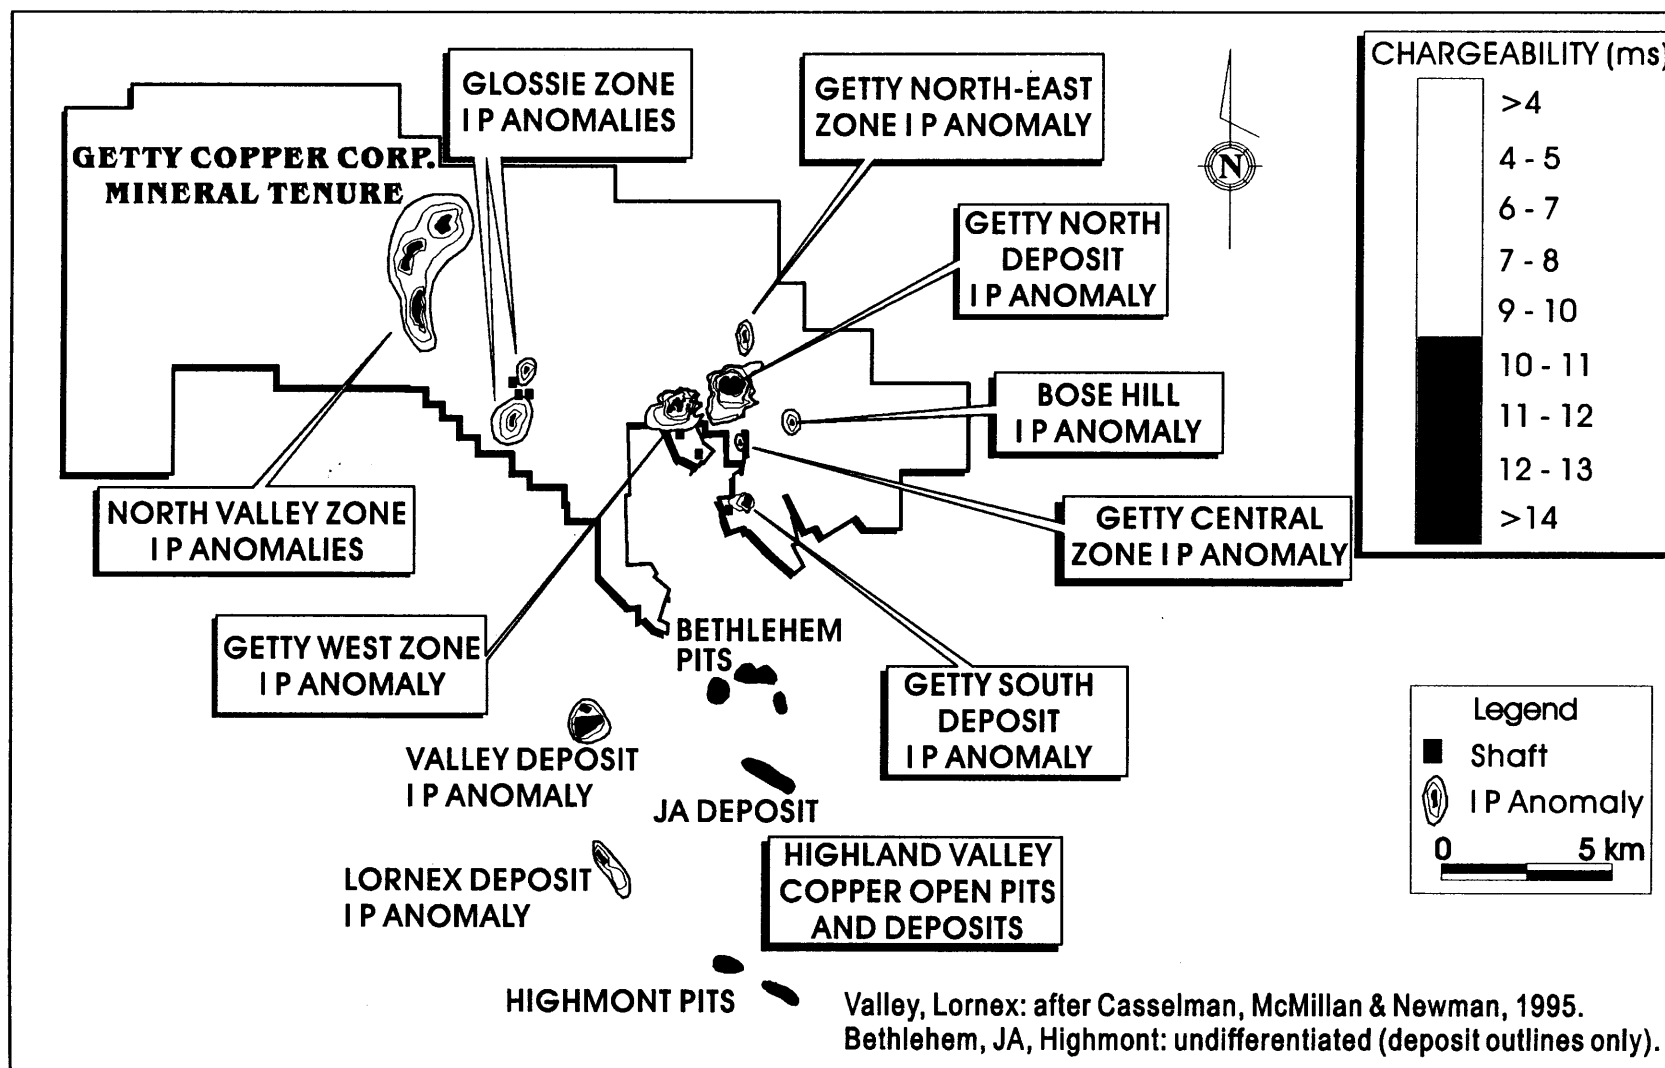 GLOSSIE ZONE
I P ANOMALIES
GETTY NORTH-EAST
ZONE I P ANOMALY
CHARGEABILITY (ms)
>4
4 - 5
6 - 7
7 - 8
9 - 10
10 - 11
11 - 12
12 - 13
>14
GETTY COPPER CORP.
MINERAL TENURE
N
GETTY NORTH
DEPOSIT
I P ANOMALY
BOSE HILL
I P ANOMALY
NORTH VALLEY ZONE
I P ANOMALIES
GETTY CENTRAL
ZONE I P ANOMALY
GETTY WEST ZONE
I P ANOMALY
BETHLEHEM
PITS
GETTY SOUTH
DEPOSIT
I P ANOMALY
VALLEY DEPOSIT
I P ANOMALY
JA DEPOSIT
LORNEX DEPOSIT
I P ANOMALY
HIGHLAND VALLEY
COPPER OPEN PITS
AND DEPOSITS
HIGHMONT PITS
Legend
Shaft
I P Anomaly
0 5 km
Valley, Lornex: after Casselman, McMillan & Newman, 1995.
Bethlehem, JA, Highmont: undifferentiated (deposit outlines only).